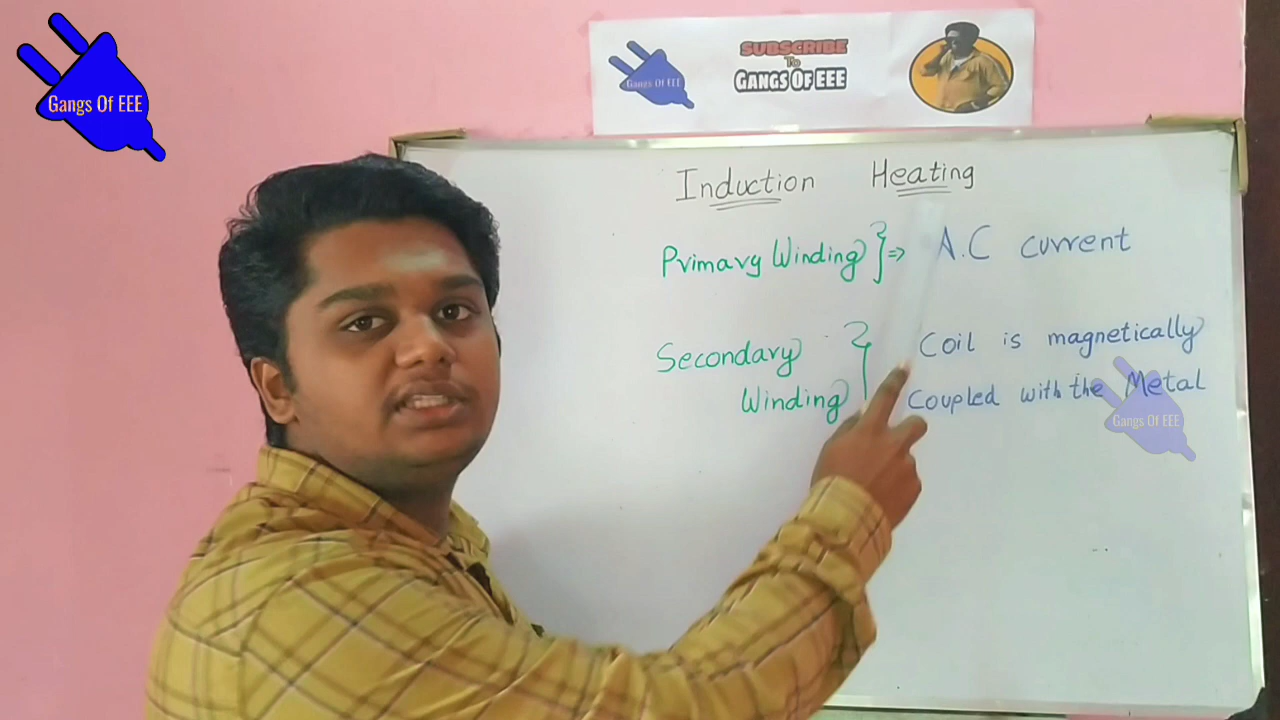 Gangs Of EEE
Gangs Of EEE
SUBSCRIBE
To
GANGS OF EEE
Induction Heating
Primary Winding } => A.C current
Secondary
Winding } Coil is magnetically
Coupled with the Metal
Gangs Of EEE